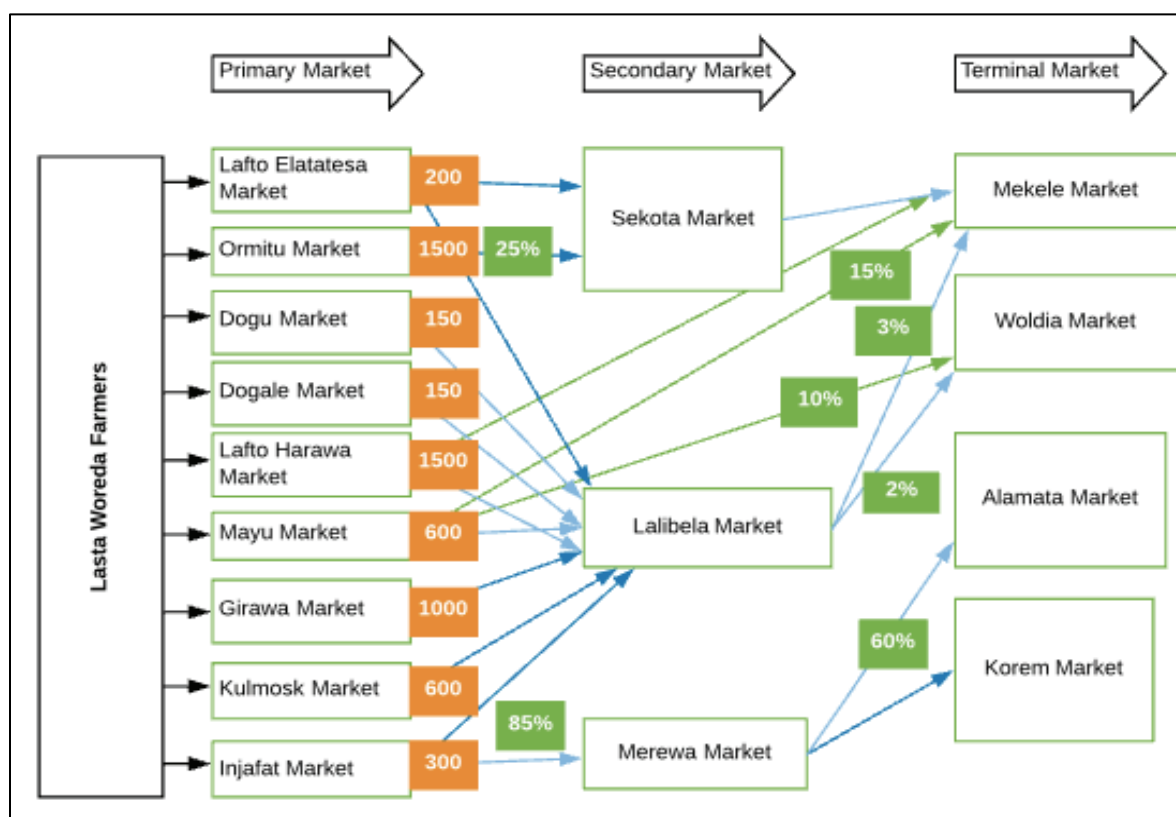 Primary Market
Secondary Market
Terminal Market
Lasta Woreda Farmers
Lafto Elatatesa
Market
200
Ormitu Market
1500
25%
Dogu Market
150
Dogale Market
150
Lafto Harawa
Market
1500
Mayu Market
600
Girawa Market
1000
Kulmosk Market
600
Injafat Market
300
85%
Sekota Market
Lalibela Market
Merewa Market
15%
3%
10%
2%
60%
Mekele Market
Woldia Market
Alamata Market
Korem Market